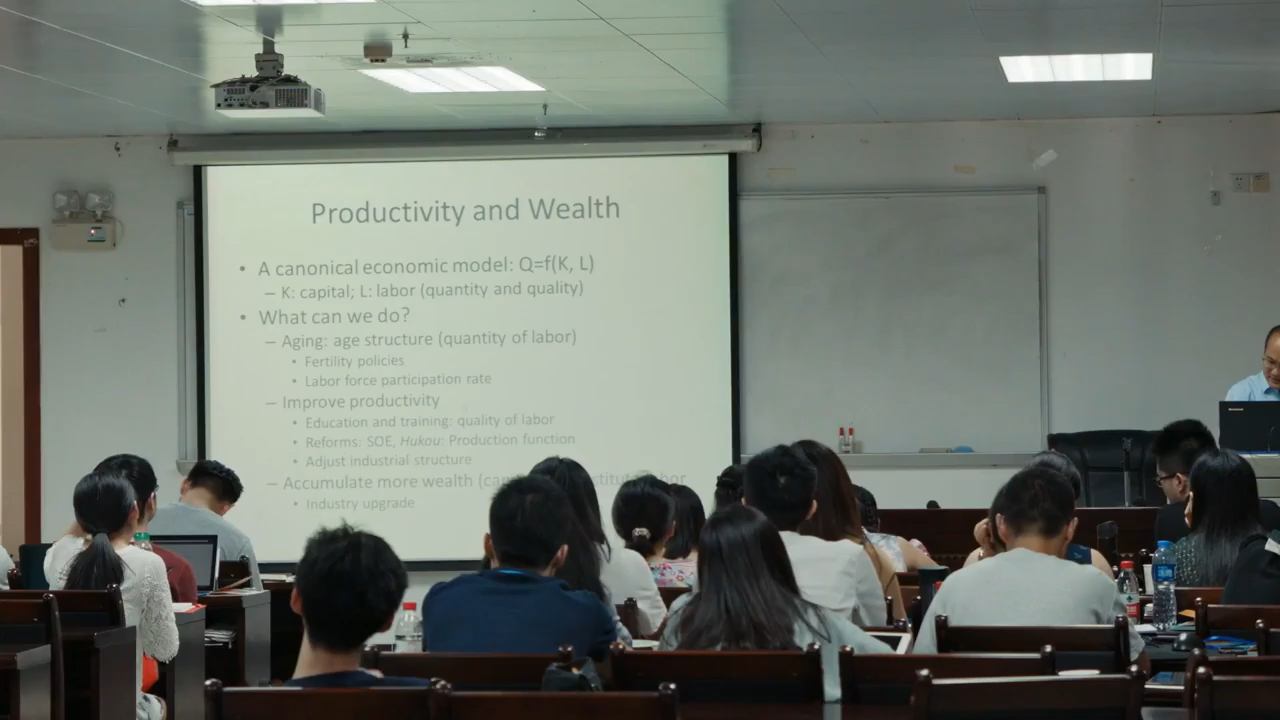 Productivity and Wealth
• A canonical economic model: Q=f(K, L)
– K: capital; L: labor (quantity and quality)
• What can we do?
– Aging: age structure (quantity of labor)
• Fertility policies
• Labor force participation rate
– Improve productivity
• Education and training: quality of labor
• Reforms: SOE, Hukou: Production function
• Adjust industrial structure
– Accumulate more wealth labor
• Industry upgrade